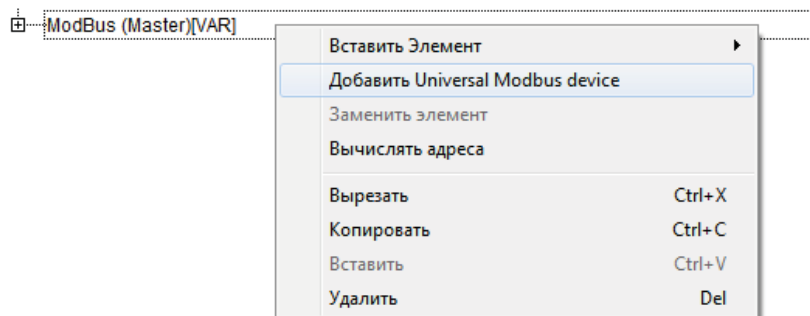 ModBus (Master)[VAR]
Вставить Элемент
Добавить Universal Modbus device
Заменить элемент
Вычислять адреса
Вырезать Ctrl+X
Копировать Ctrl+C
Вставить Ctrl+V
Удалить Del